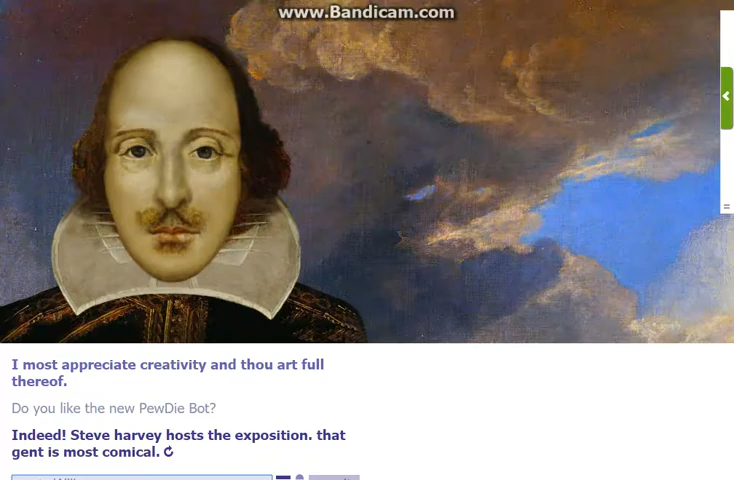 www.Bandicam.com
I most appreciate creativity and thou art full
thereof.
Do you like the new PewDie Bot?
Indeed! Steve harvey hosts the exposition. that
gent is most comical.